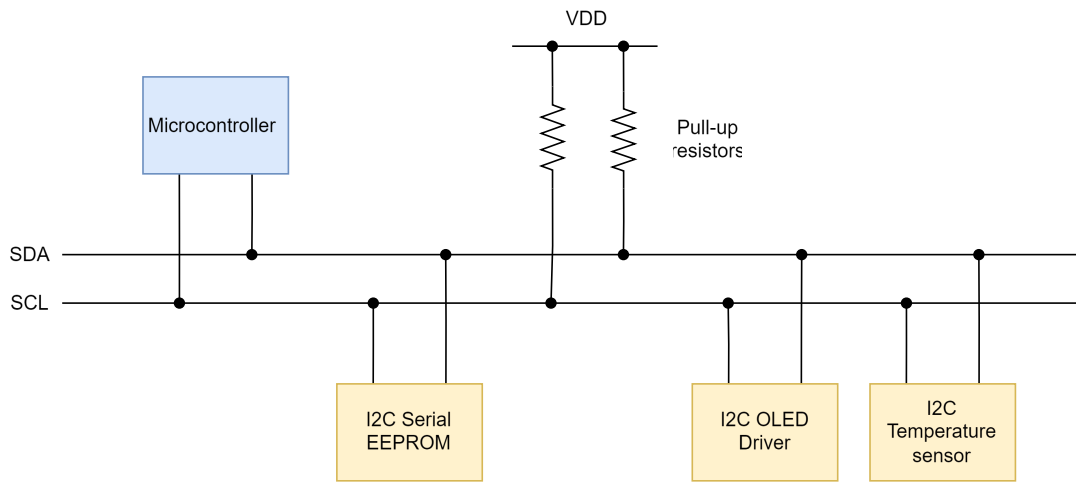 VDD
Microcontroller
Pull-up
resistors
SDA
SCL
I2C Serial
EEPROM
I2C OLED
Driver
I2C
Temperature
sensor